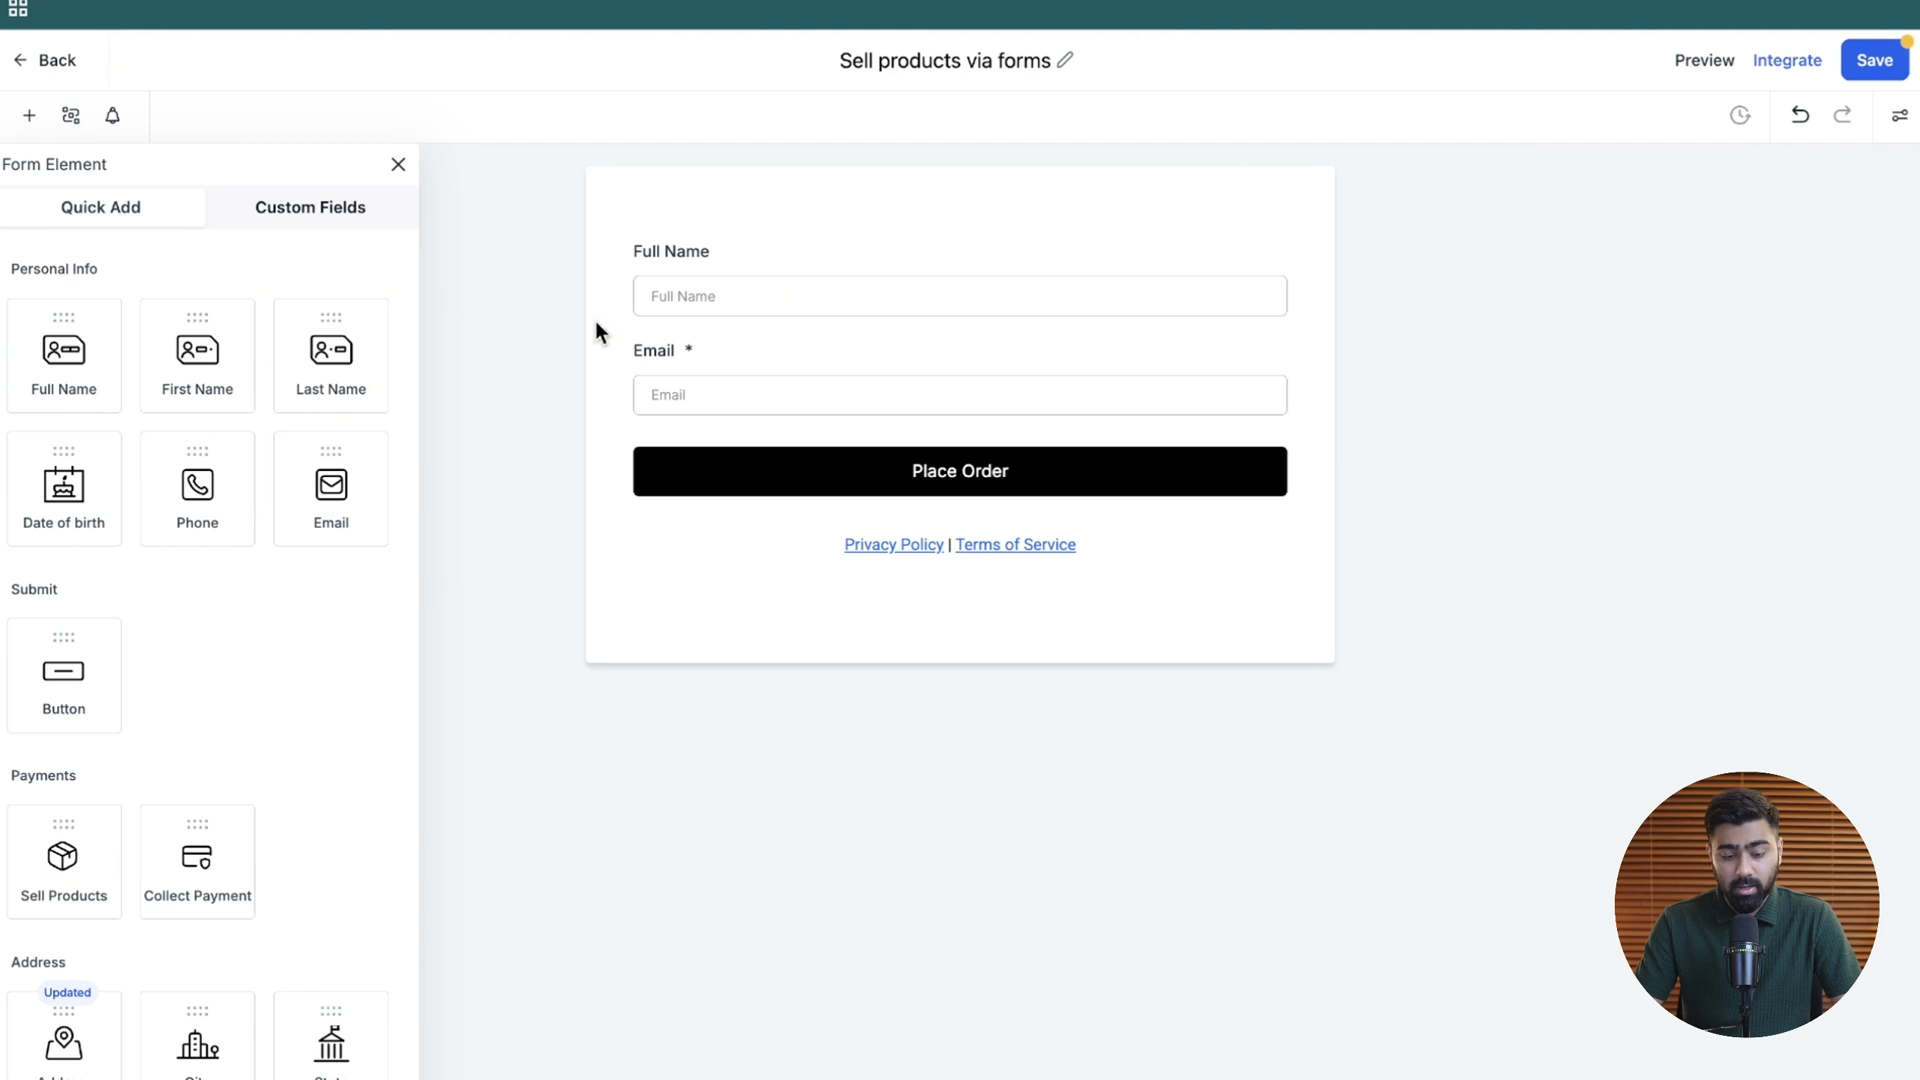 Back
Sell products via forms
Preview
Integrate
Save
Form Element
Quick Add
Custom Fields
Personal Info
Full Name
First Name
Last Name
Date of birth
Phone
Email
Submit
Button
Payments
Sell Products
Collect Payment
Address
Updated
Full Name
Full Name
Email *
Email
Place Order
Privacy Policy | Terms of Service